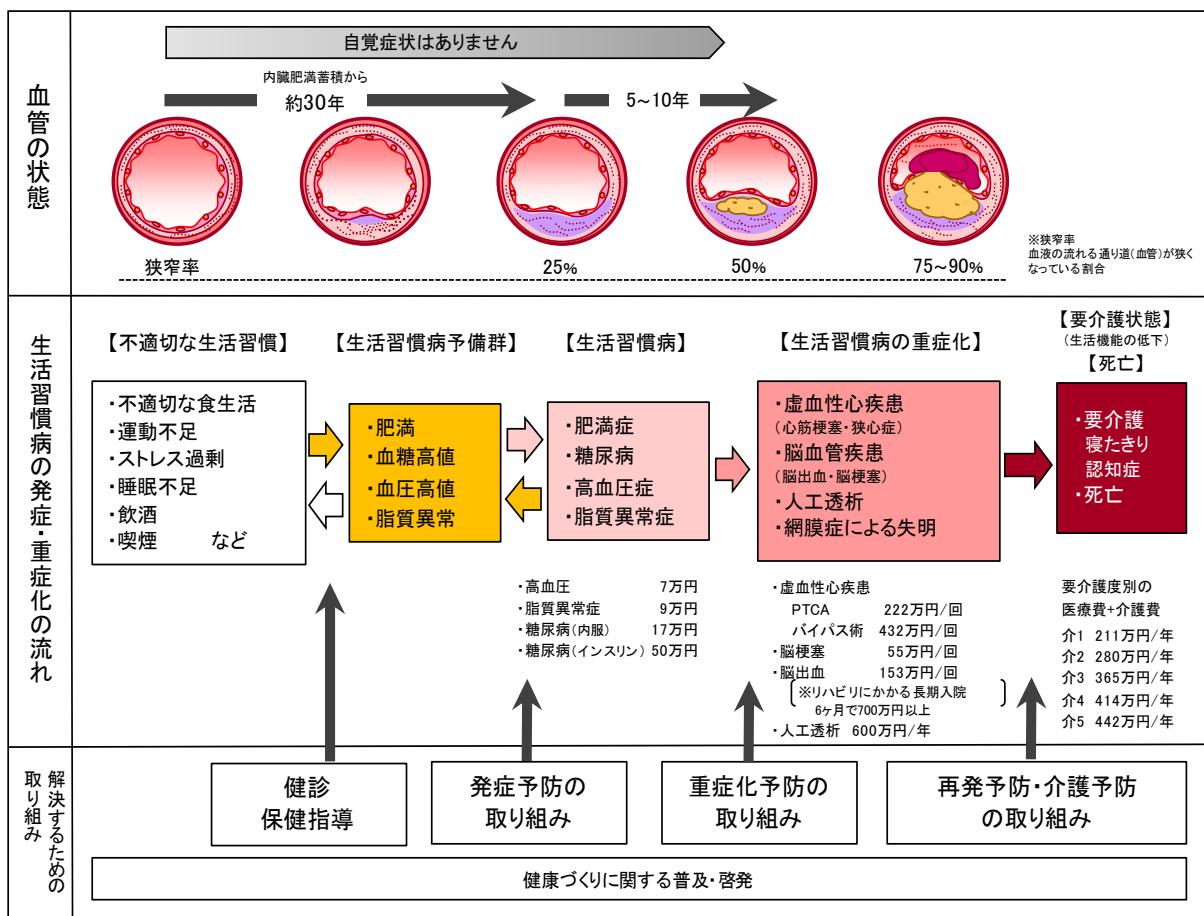 血管の状態
自覚症状はありません
内臓肥満蓄積から
約30年
5～10年
狭窄率
25%
50%
75～90%
※狭窄率
血液の流れる通り道(血管)が狭く
なっている割合
生活習慣病の発症・重症化の流れ
【不適切な生活習慣】
・不適切な食生活
・運動不足
・ストレス過剰
・睡眠不足
・飲酒
・喫煙 など
【生活習慣病予備群】
・肥満
・血糖高値
・血圧高値
・脂質異常
【生活習慣病】
・肥満症
・糖尿病
・高血圧症
・脂質異常症
・高血圧 7万円
・脂質異常症 9万円
・糖尿病(内服) 17万円
・糖尿病(インスリン) 50万円
【生活習慣病の重症化】
・虚血性心疾患
(心筋梗塞・狭心症)
・脳血管疾患
(脳出血・脳梗塞)
・人工透析
・網膜症による失明
・虚血性心疾患
PTCA 222万円/回
バイパス術 432万円/回
・脳梗塞 55万円/回
・脳出血 153万円/回
※リハビリにかかる長期入院
6ヶ月で700万円以上
・人工透析 600万円/年
【要介護状態】
(生活機能の低下)
【死亡】
・要介護
寝たきり
認知症
・死亡
要介護度別の
医療費+介護費
介1 211万円/年
介2 280万円/年
介3 365万円/年
介4 414万円/年
介5 442万円/年
解決するための
取り組み
健診
保健指導
発症予防の
取り組み
重症化予防の
取り組み
再発予防・介護予防
の取り組み
健康づくりに関する普及・啓発